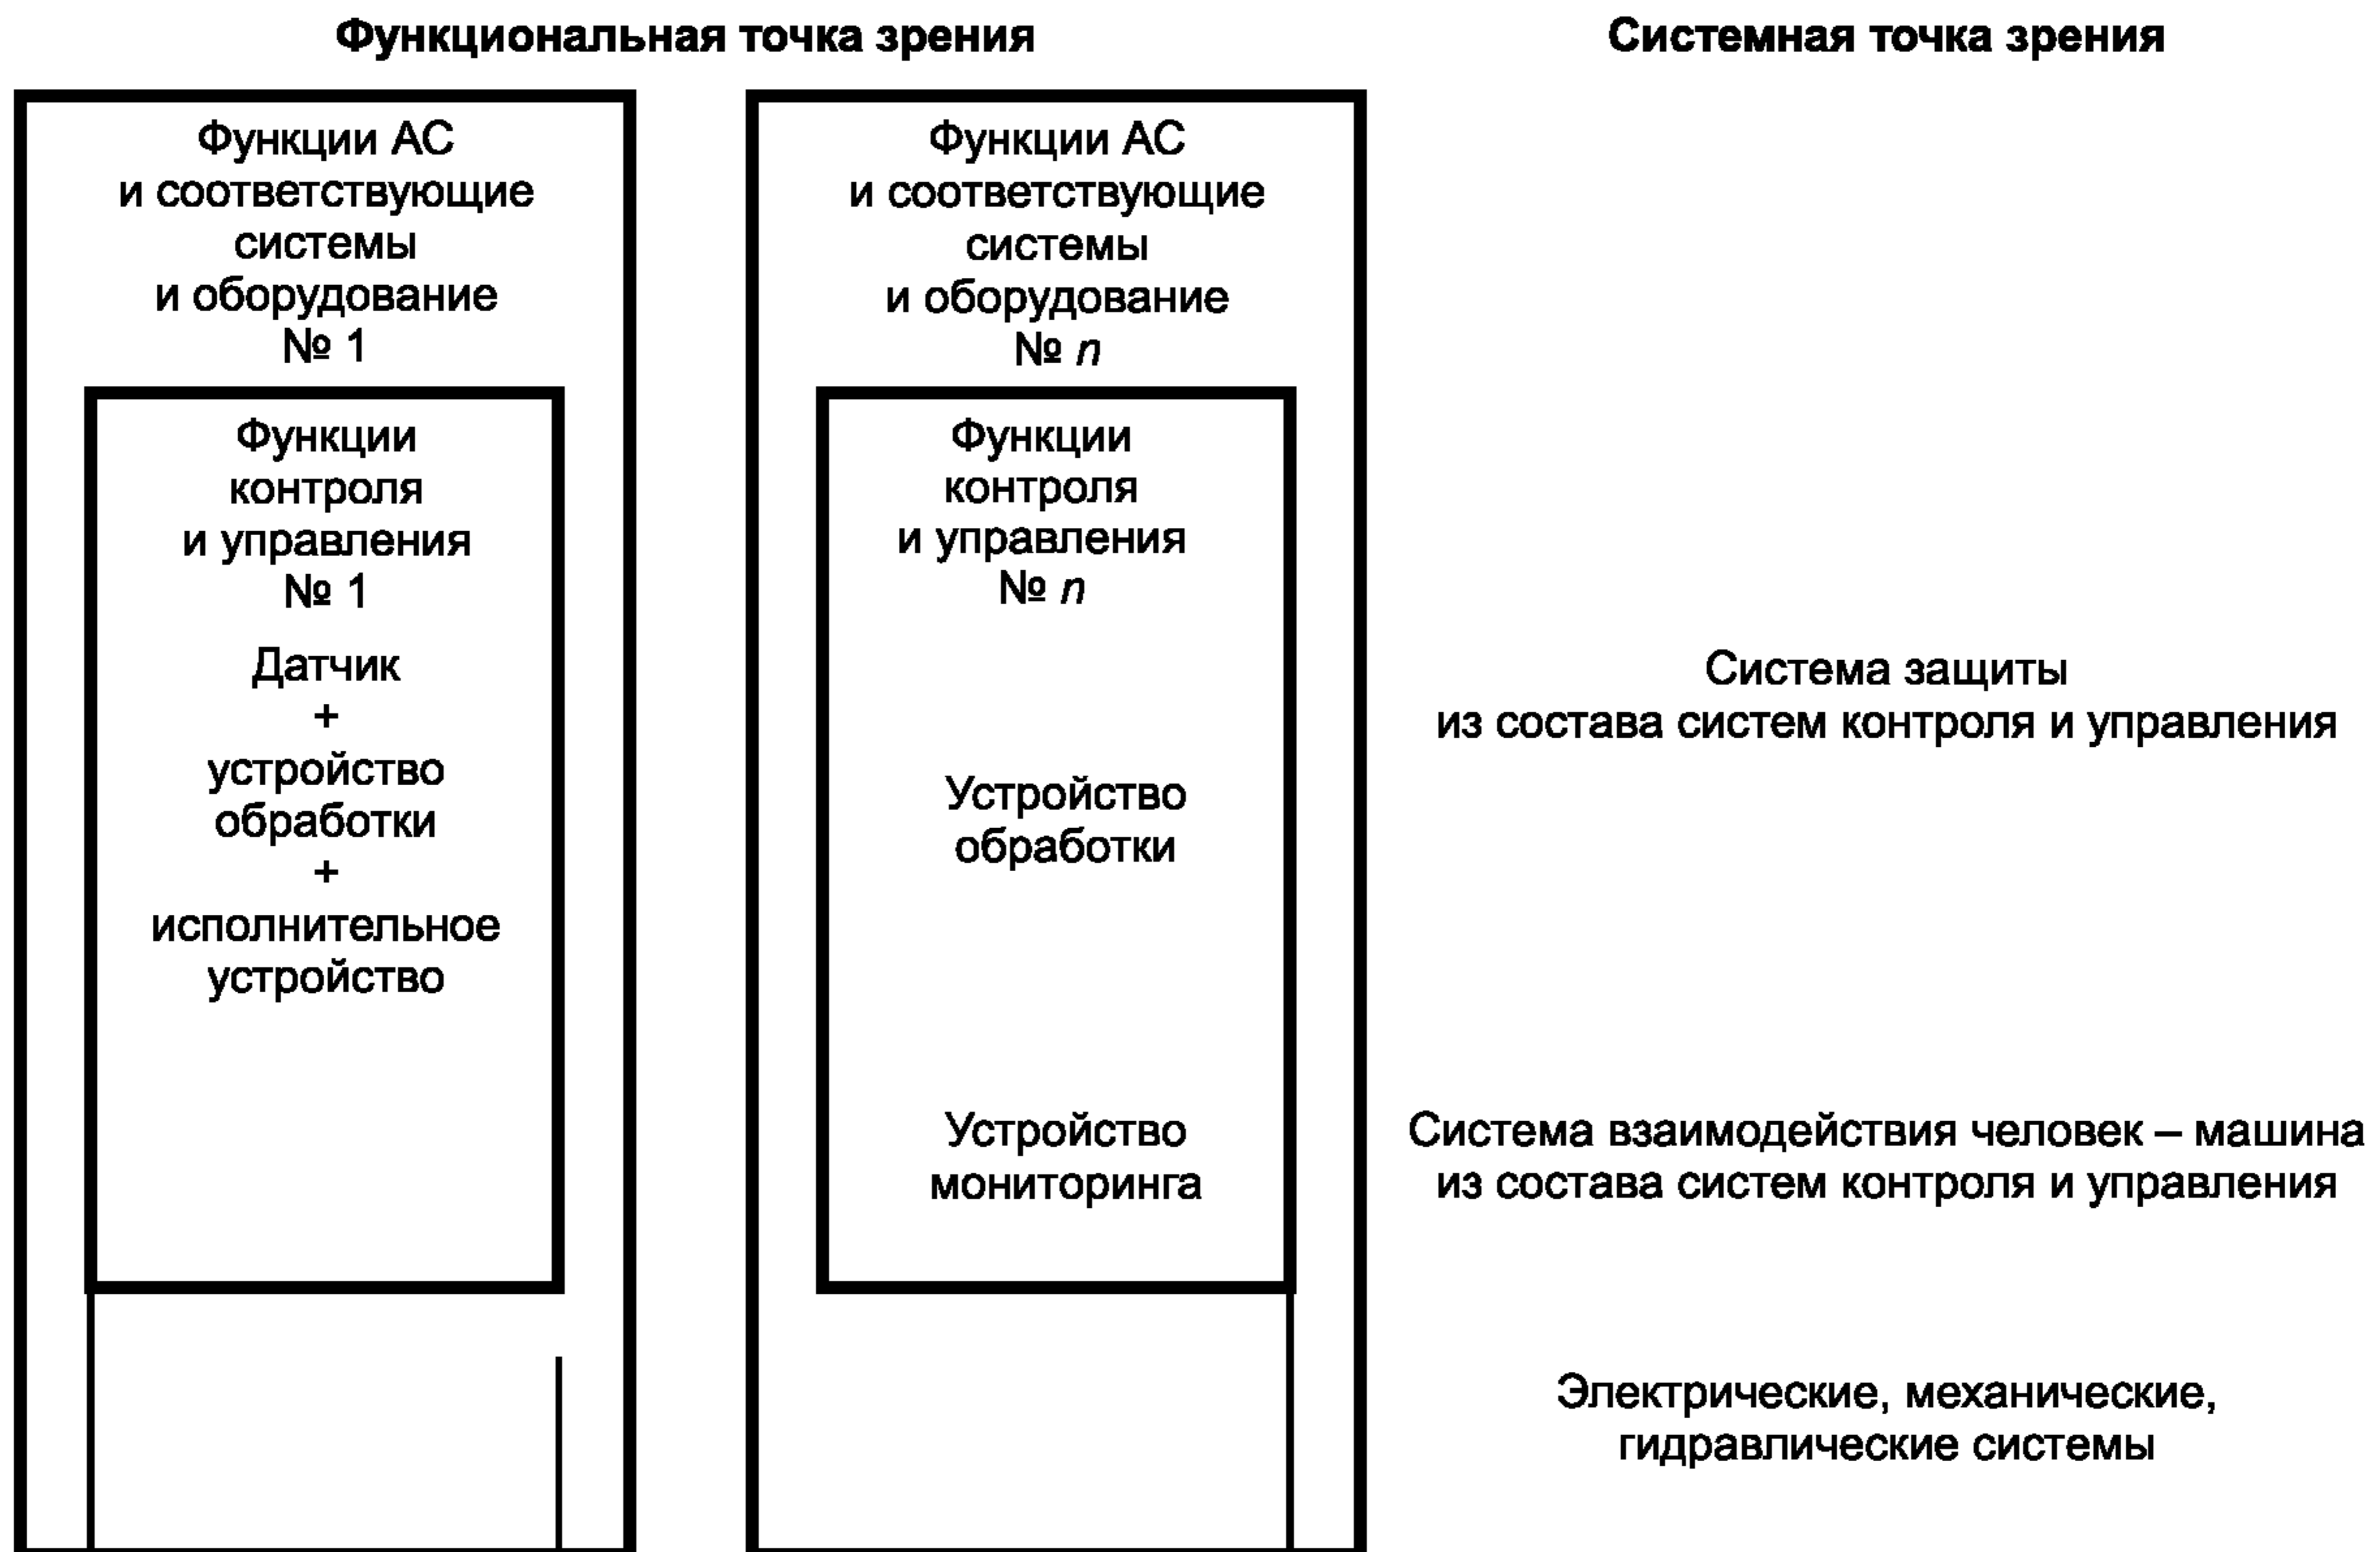 Функциональная точка зрения
Системная точка зрения
Функции АС
и соответствующие
системы
и оборудование
№ 1
Функции
контроля
и управления
№ 1
Датчик
+
устройство
обработки
+
исполнительное
устройство
Функции АС
и соответствующие
системы
и оборудование
№ n
Функции
контроля
и управления
№ n
Устройство
обработки
Устройство
мониторинга
Система защиты
из состава систем контроля и управления
Система взаимодействия человек – машина
из состава систем контроля и управления
Электрические, механические,
гидравлические системы